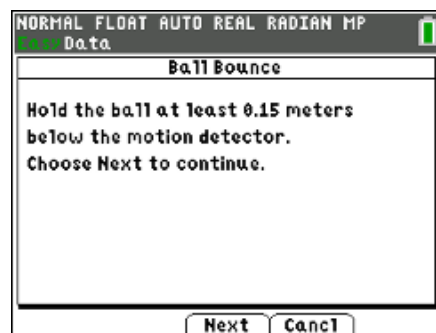 NORMAL FLOAT AUTO REAL RADIAN MP
EasyData
Ball Bounce
Hold the ball at least 0.15 meters
below the motion detector.
Choose Next to continue.
Next Cancl